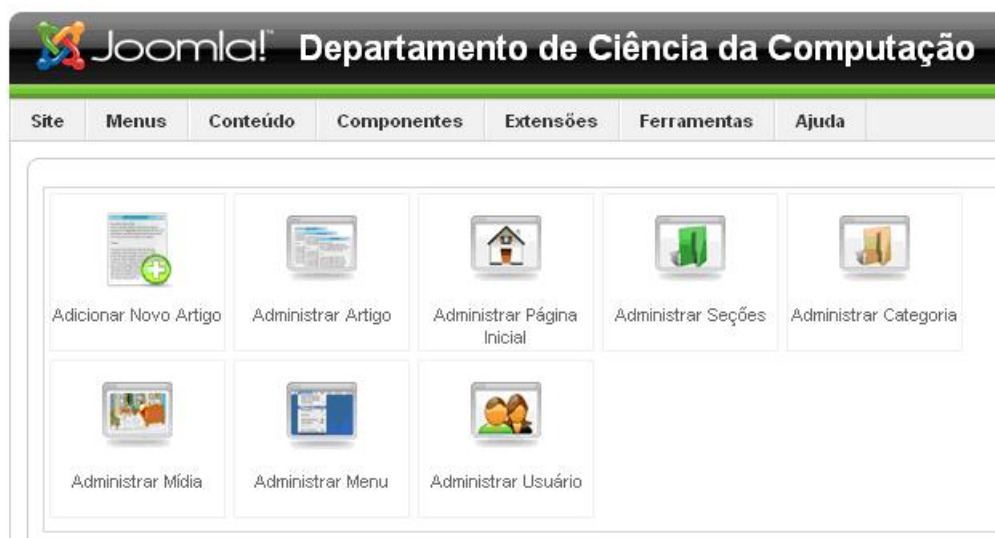 Joomla!™ Departamento de Ciência da Computação
Site Menus Conteúdo Componentes Extensões Ferramentas Ajuda
Adicionar Novo Artigo Administrar Artigo Administrar Página Inicial Administrar Seções Administrar Categoria
Administrar Mídia Administrar Menu Administrar Usuário